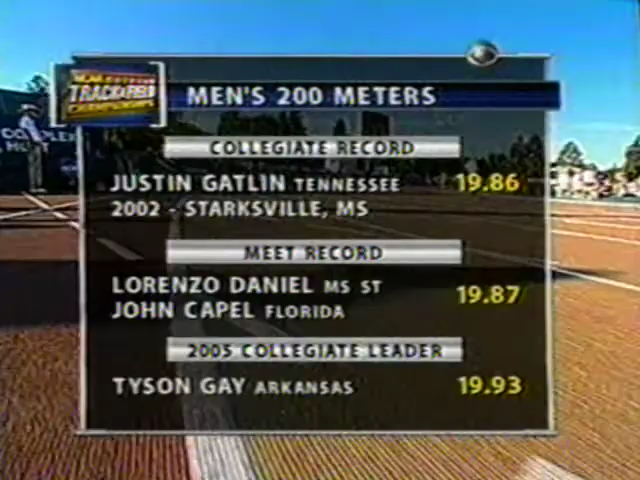 NCAA OUTDOOR
TRACK&FIELD
CHAMPIONSHIPS
MEN'S 200 METERS
COLLEGIATE RECORD
JUSTIN GATLIN TENNESSEE 19.86
2002 - STARKSVILLE, MS
MEET RECORD
LORENZO DANIEL MS ST 19.87
JOHN CAPEL FLORIDA
2005 COLLEGIATE LEADER
TYSON GAY ARKANSAS 19.93